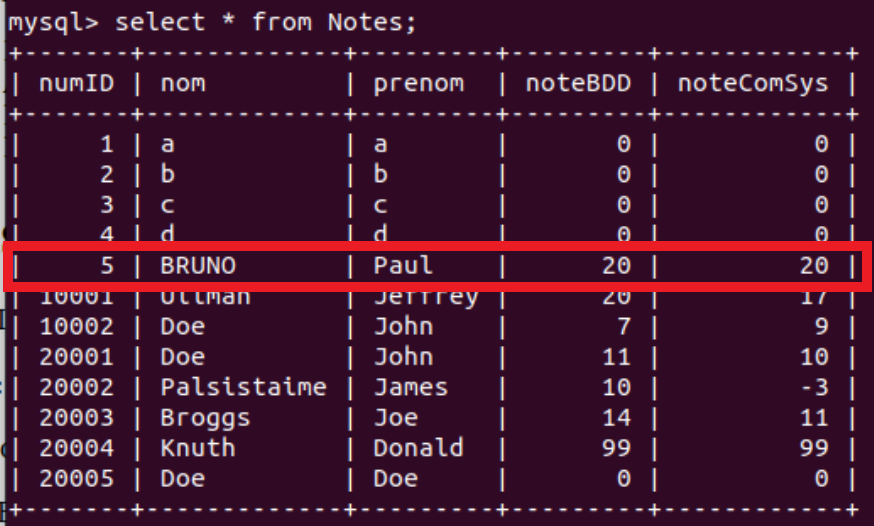 mysql> select * from Notes;
+-------+-------------+---------+---------+------------+
| numID | nom         | prenom  | noteBDD | noteComSys |
+-------+-------------+---------+---------+------------+
|     1 | a           | a       |       0 |          0 |
|     2 | b           | b       |       0 |          0 |
|     3 | c           | c       |       0 |          0 |
|     4 | d           | d       |       0 |          0 |
|     5 | BRUNO       | Paul    |      20 |         20 |
| 10001 | Ullman      | Jeffrey |      20 |         17 |
| 10002 | Doe         | John    |       7 |          9 |
| 20001 | Doe         | John    |      11 |         10 |
| 20002 | Palsistaime | James   |      10 |         -3 |
| 20003 | Broggs      | Joe     |      14 |         11 |
| 20004 | Knuth       | Donald  |      99 |         99 |
| 20005 | Doe         | Doe     |       0 |          0 |
+-------+-------------+---------+---------+------------+